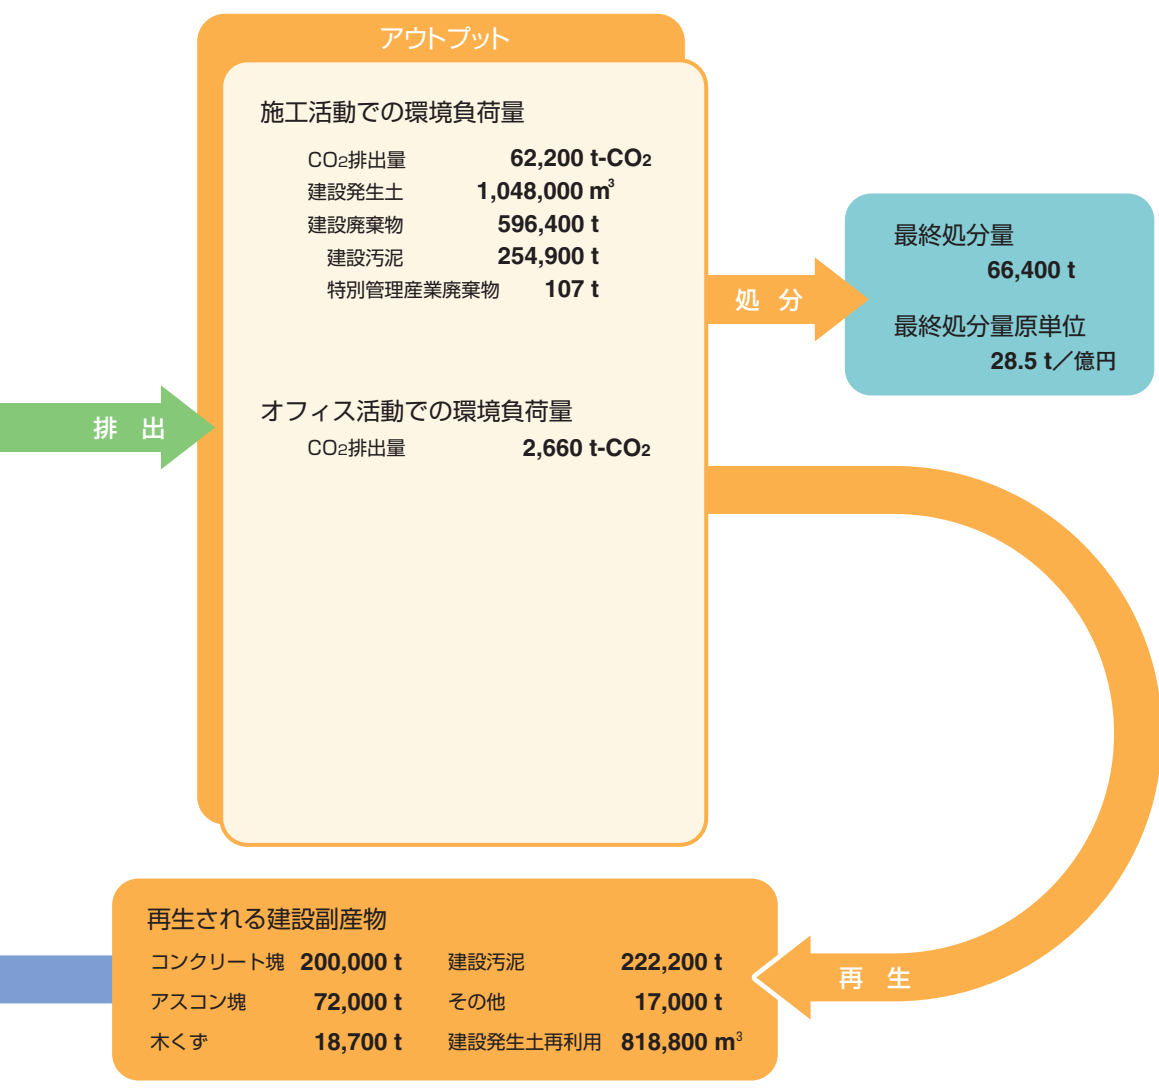 アウトプット
施工活動での環境負荷量
CO2排出量 62,200 t-CO2
建設発生土 1,048,000 m³
建設廃棄物 596,400 t
建設汚泥 254,900 t
特別管理産業廃棄物 107 t
処 分
最終処分量
66,400 t
最終処分量原単位
28.5 t／億円
排 出
オフィス活動での環境負荷量
CO2排出量 2,660 t-CO2
再生される建設副産物
コンクリート塊 200,000 t 建設汚泥 222,200 t
アスコン塊 72,000 t その他 17,000 t
木くず 18,700 t 建設発生土再利用 818,800 m³
再 生